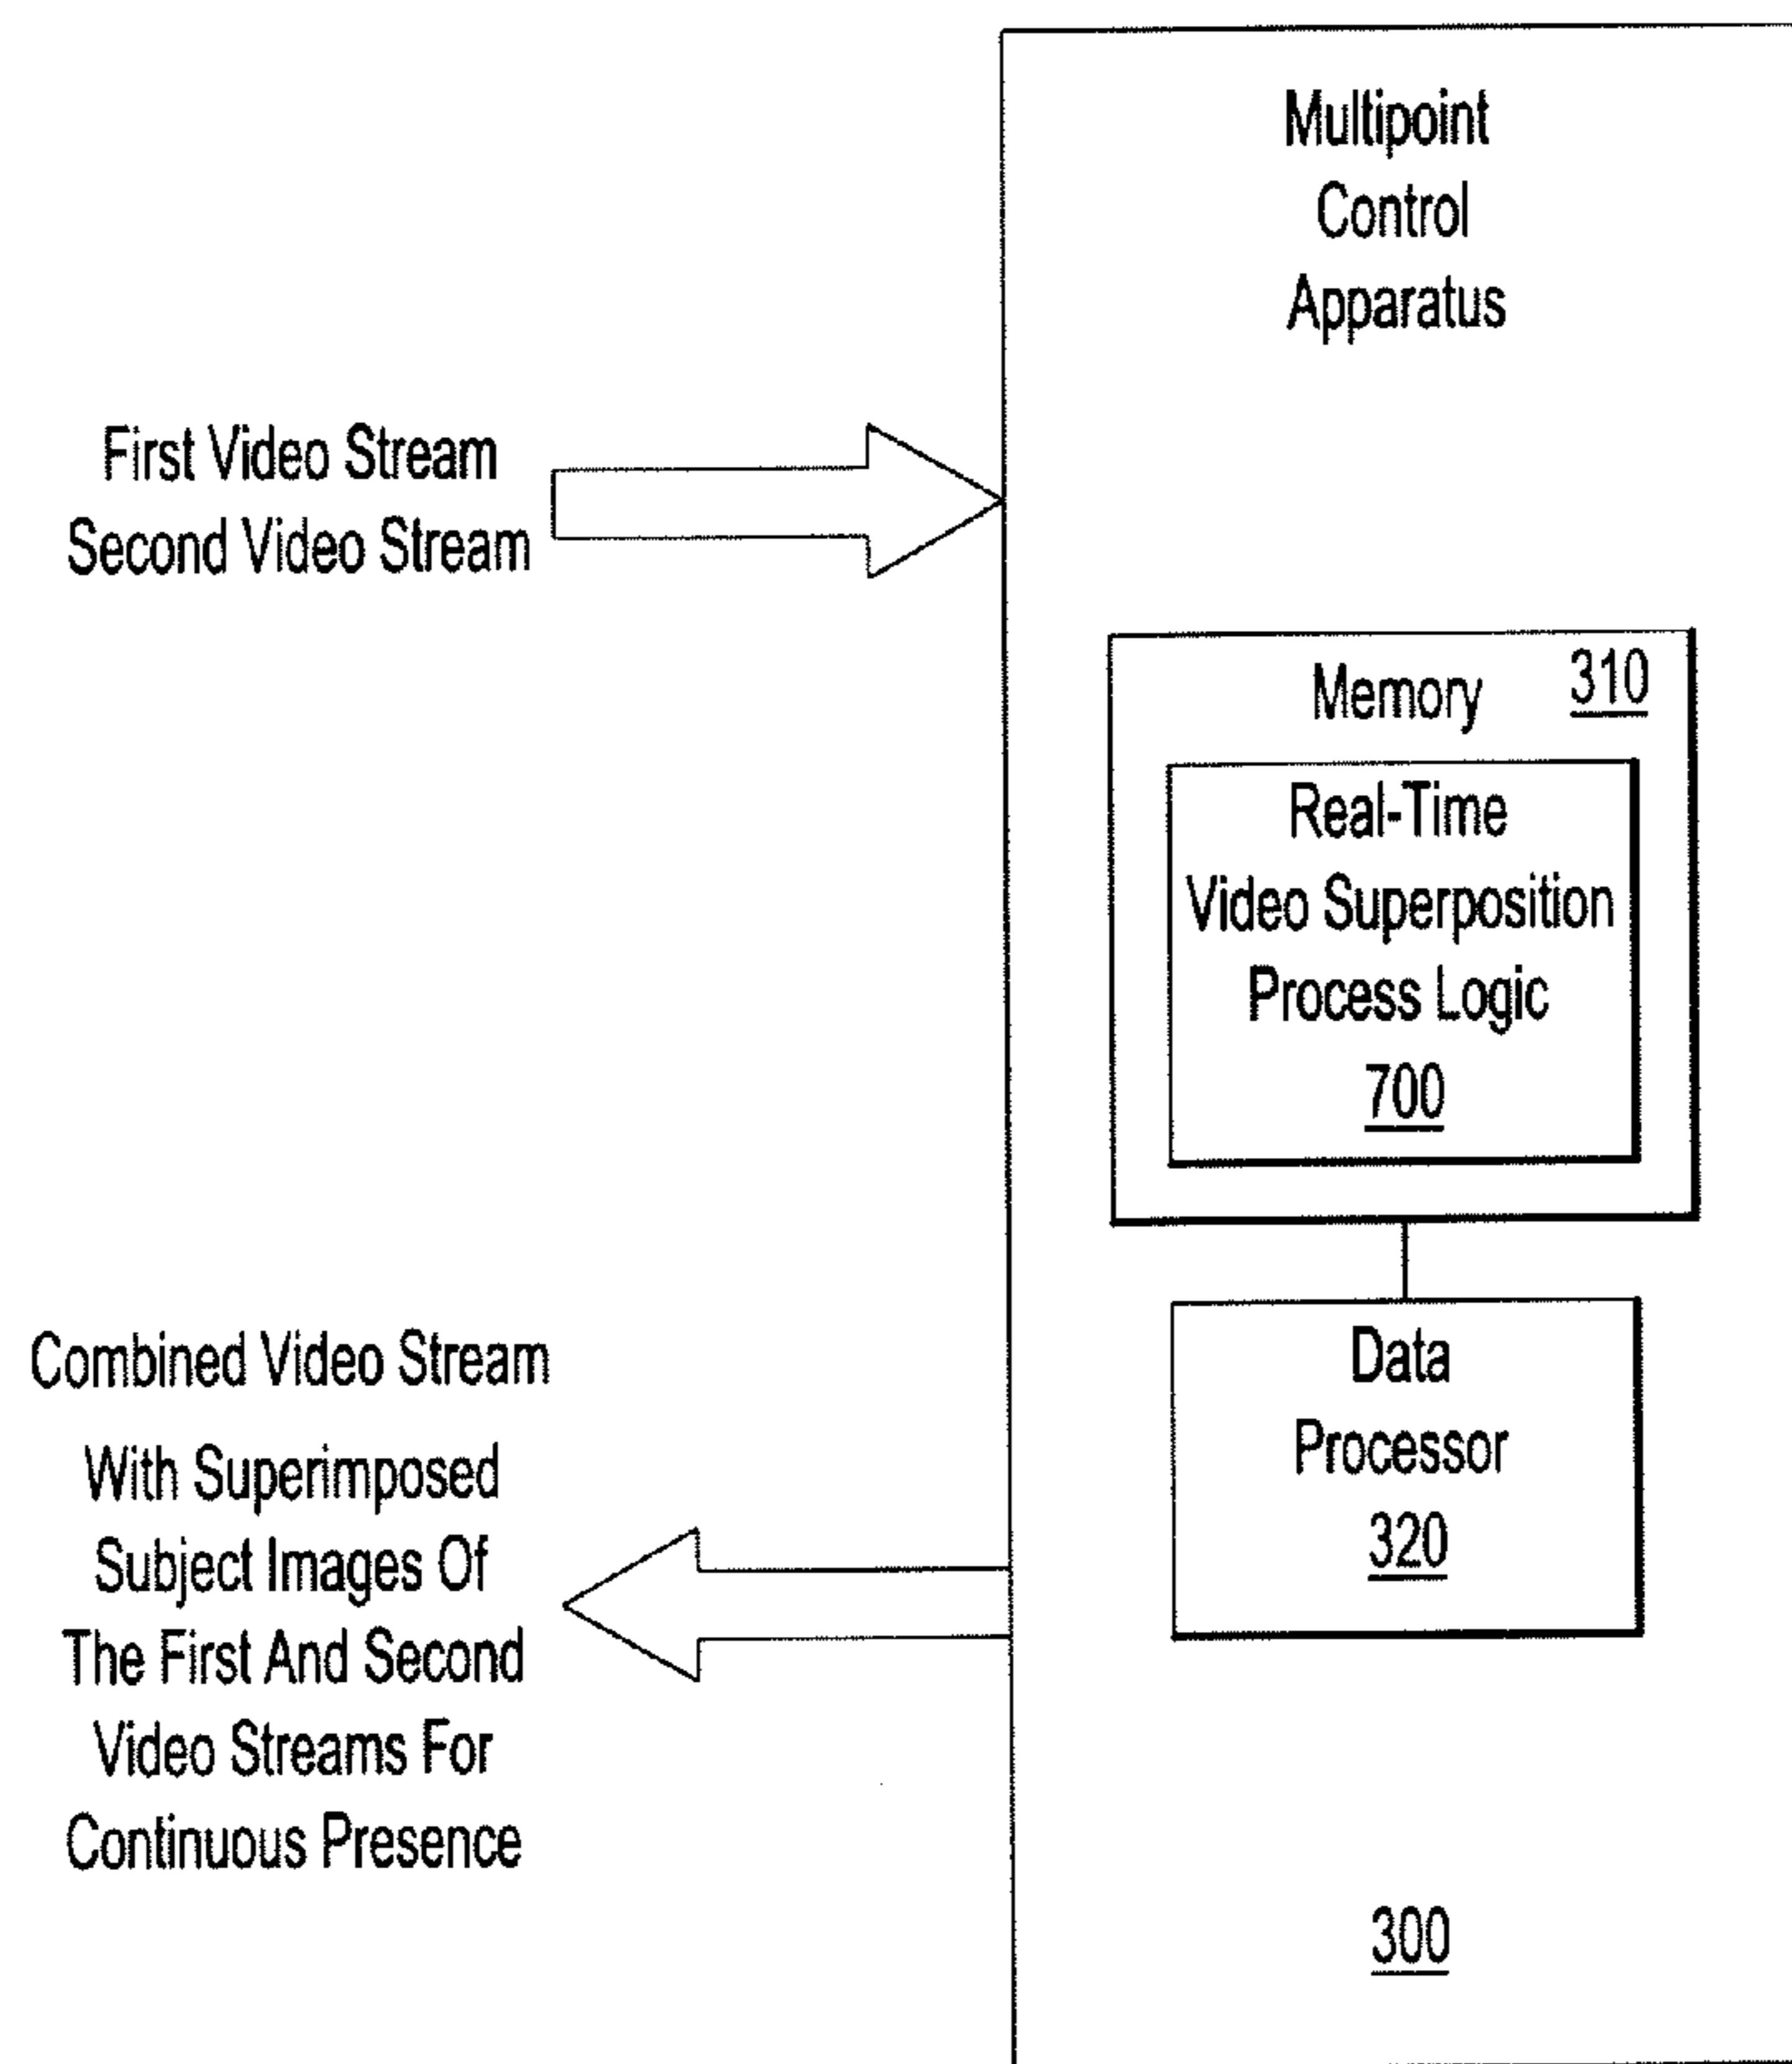 Multipoint
Control
Apparatus
First Video Stream
Second Video Stream
Memory 310
Real-Time
Video Superposition
Process Logic
700
Data
Processor
320
Combined Video Stream
With Superimposed
Subject Images Of
The First And Second
Video Streams For
Continuous Presence
300